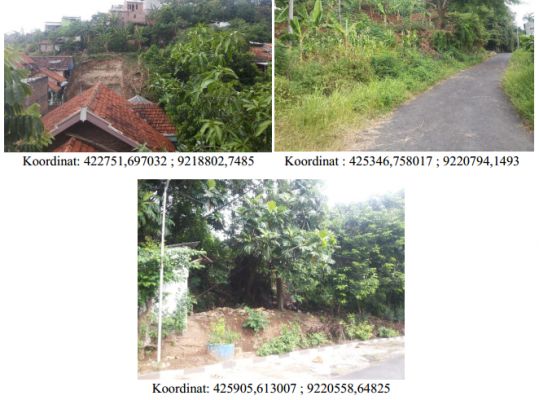 Koordinat: 422751,697032 ; 9218802,7485
Koordinat : 425346,758017 ; 9220794,1493
Koordinat: 425905,613007 ; 9220558,64825